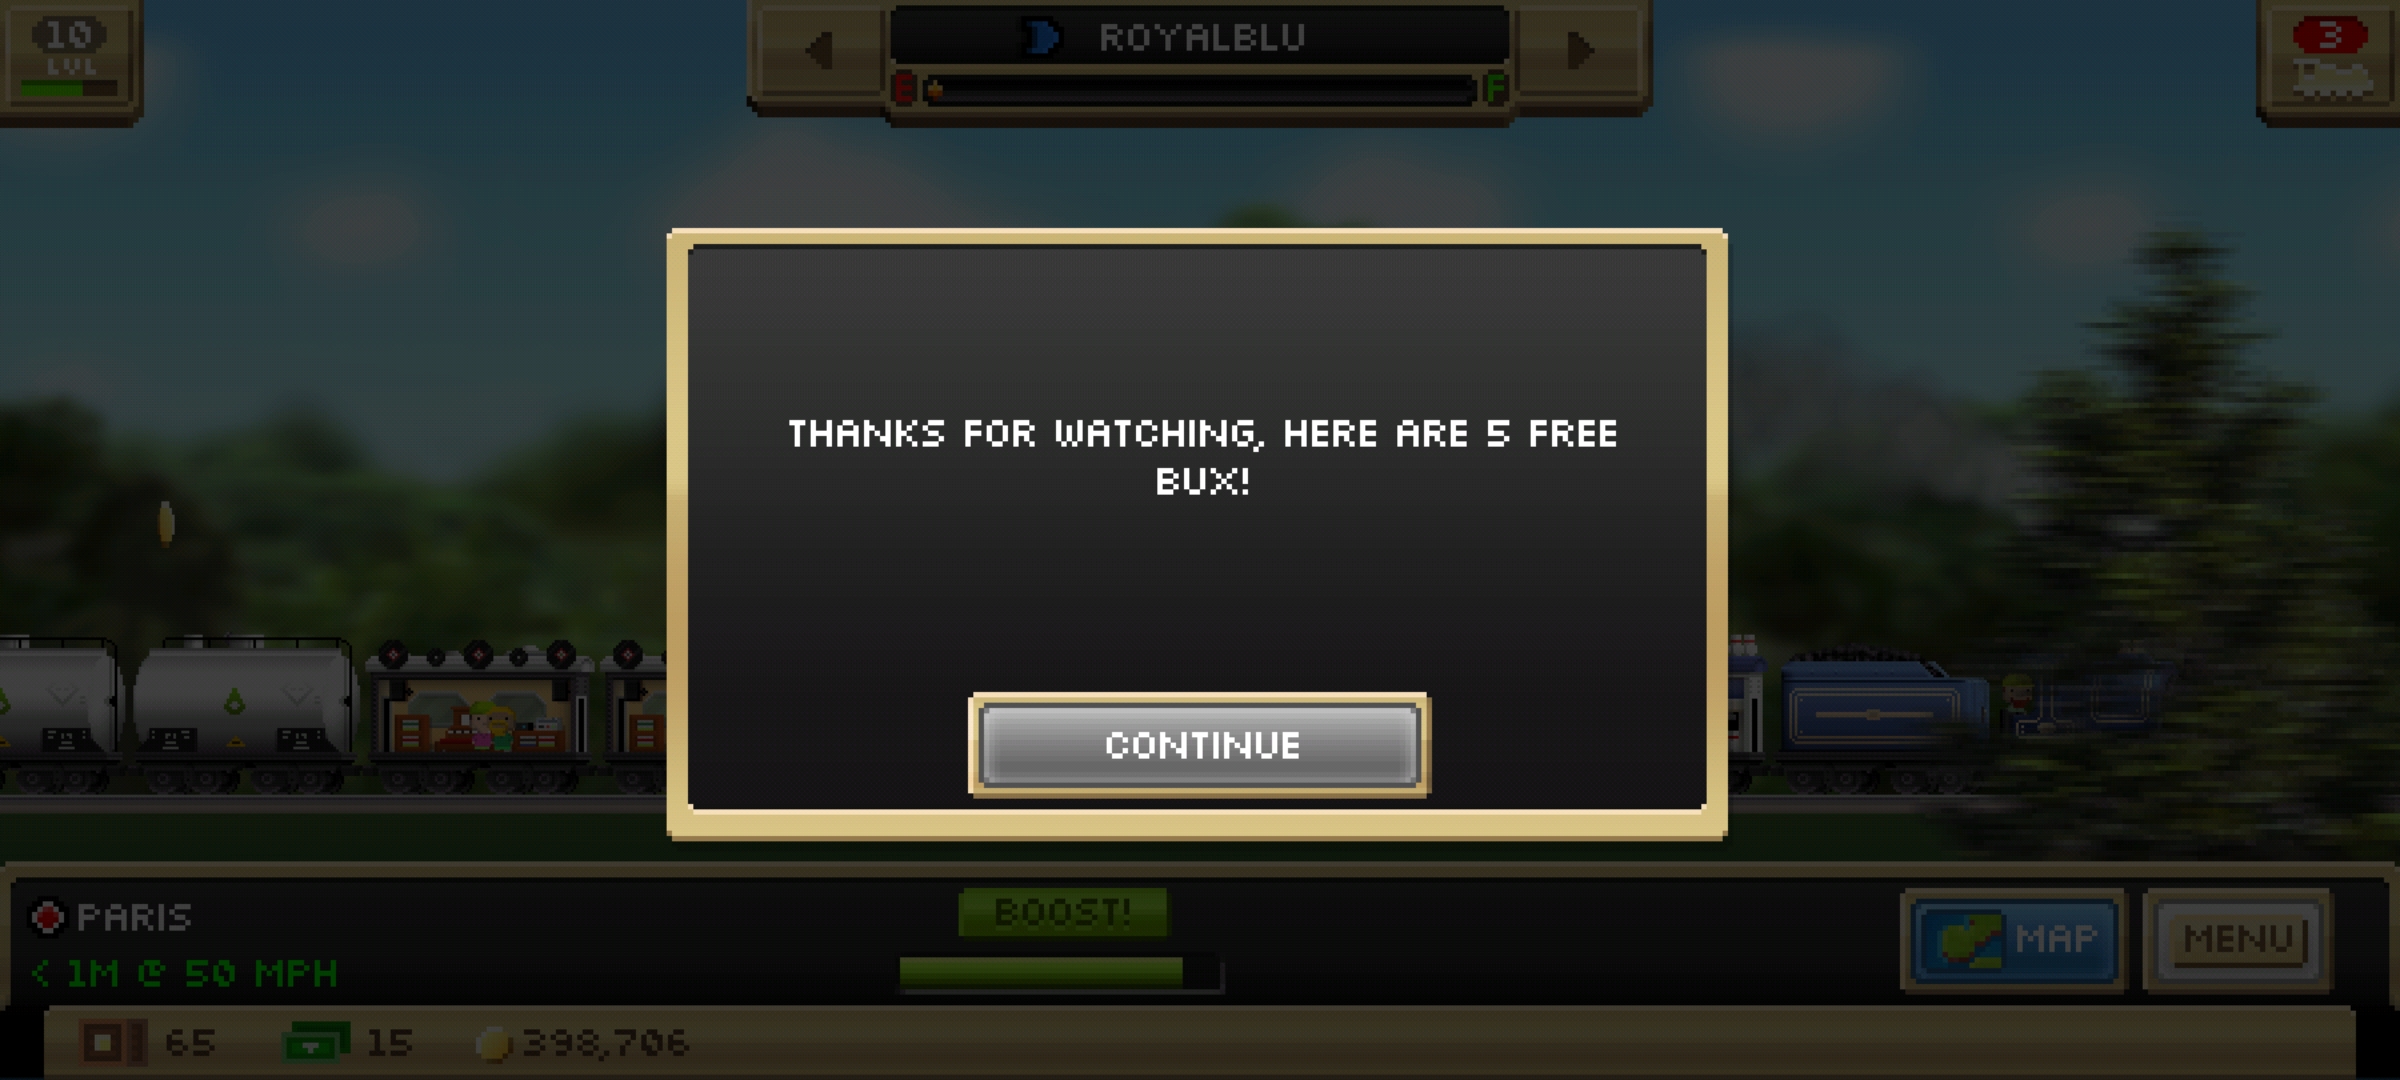 10
LVL
ROYALBLU
E F
3
THANKS FOR WATCHING, HERE ARE 5 FREE
BUX!
CONTINUE
PARIS
< 1M @ 50 MPH
BOOST!
MAP
MENU
65 15 398,706